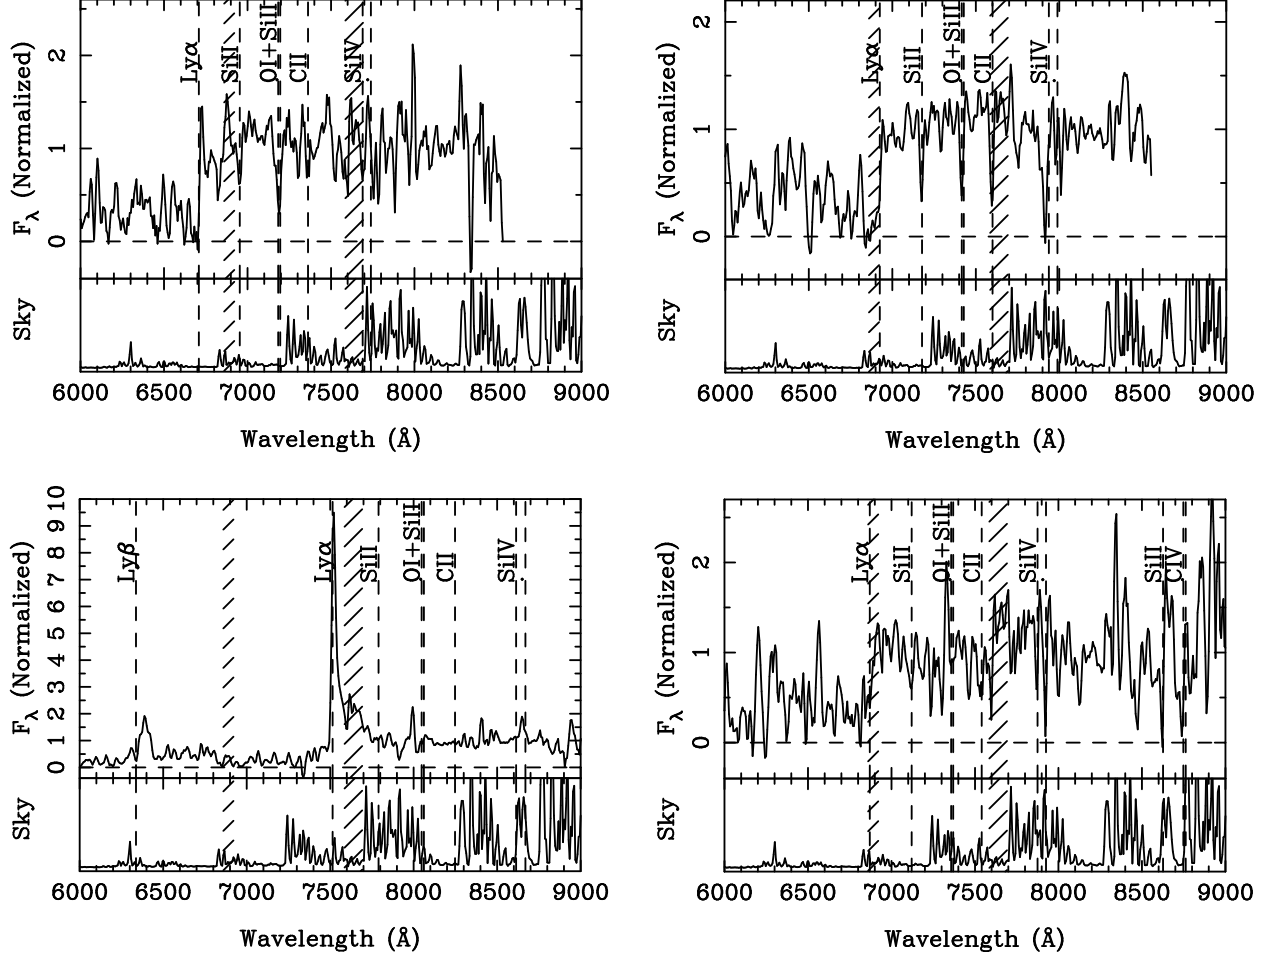 Lyα SiII OI+SiII CII SiIV
F_λ (Normalized)
2
1
0
Sky
6000 6500 7000 7500 8000 8500 9000
Wavelength (Å)
Lyα SiII OI+SiII CII SiIV
F_λ (Normalized)
2
1
0
Sky
6000 6500 7000 7500 8000 8500 9000
Wavelength (Å)
Lyβ Lyα SiII OI+SiII CII SiIV
F_λ (Normalized)
10
9
8
7
6
5
4
3
2
1
0
Sky
6000 6500 7000 7500 8000 8500 9000
Wavelength (Å)
Lyα SiII OI+SiII CII SiIV SiII CIV
F_λ (Normalized)
2
1
0
Sky
6000 6500 7000 7500 8000 8500 9000
Wavelength (Å)